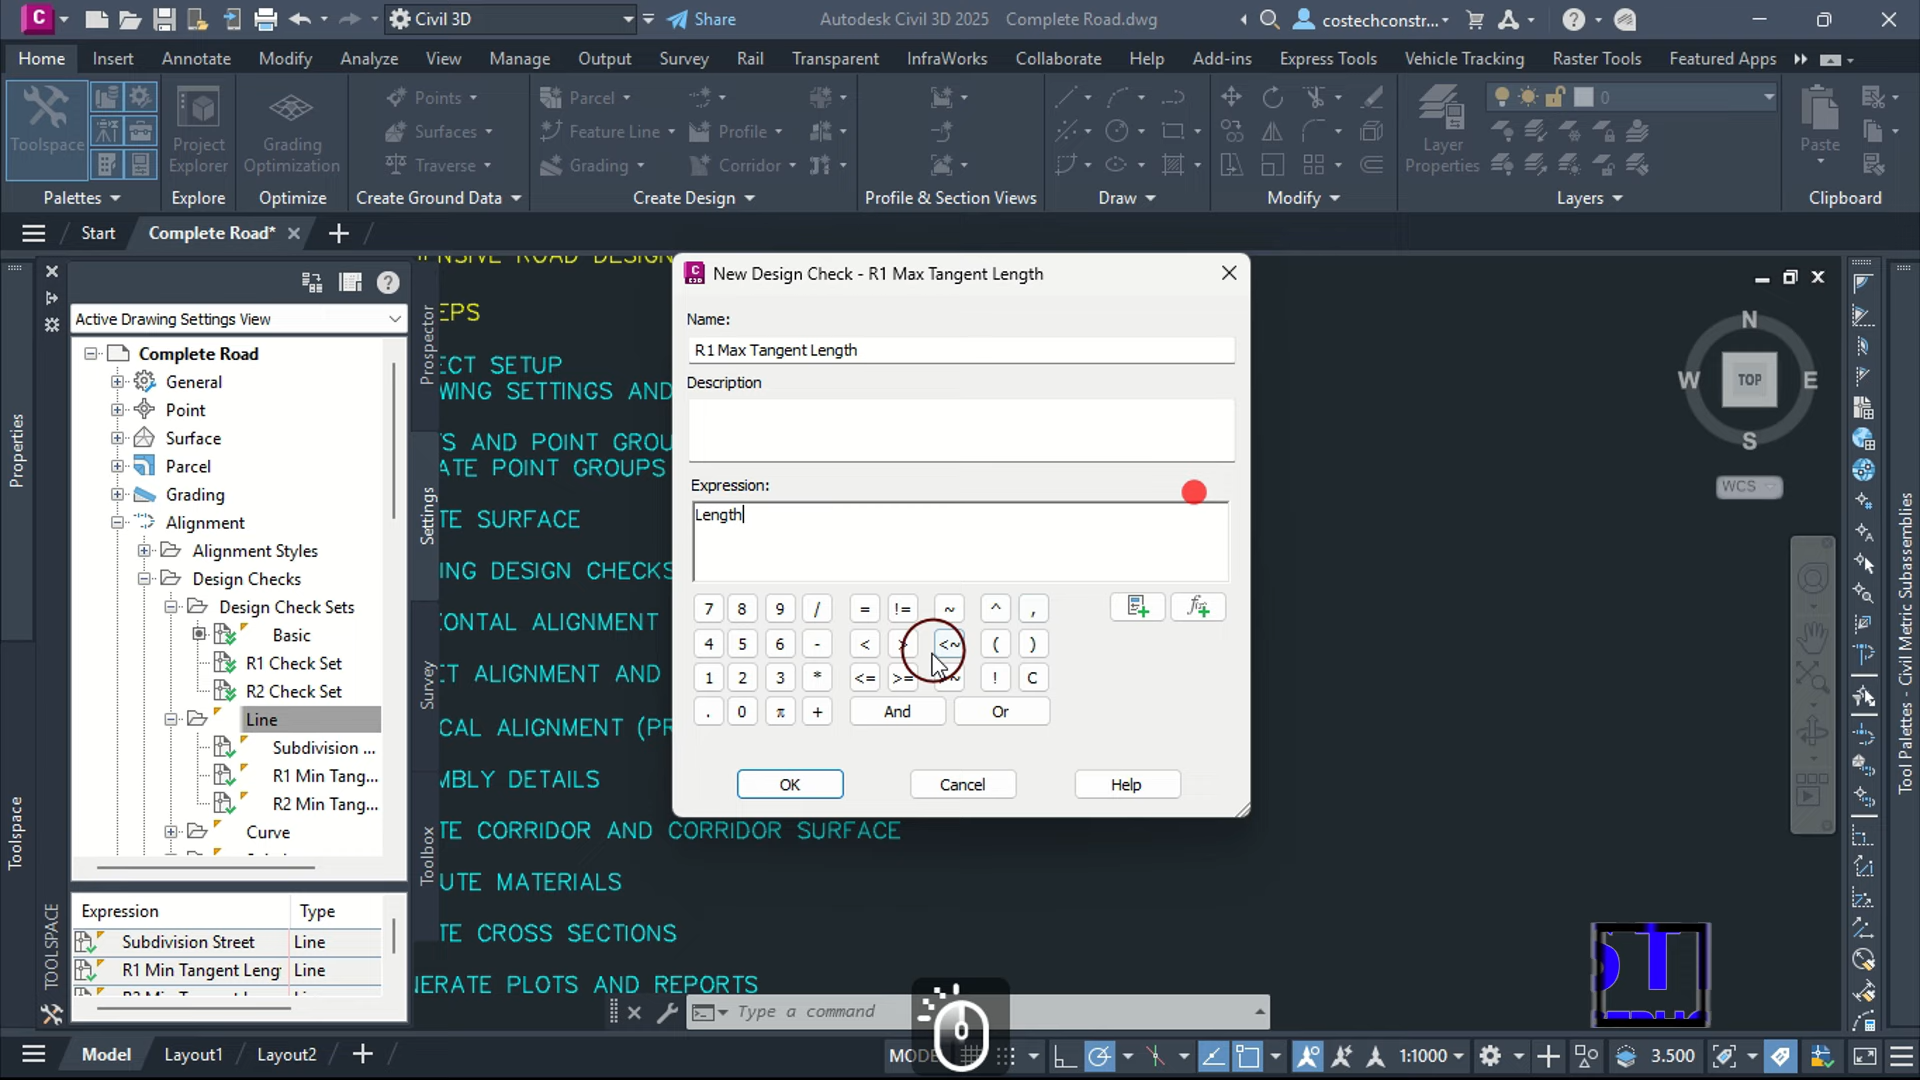 Civil 3D
Share
Autodesk Civil 3D 2025 Complete Road.dwg
costechconstr...
Home Insert Annotate Modify Analyze View Manage Output Survey Rail Transparent InfraWorks Collaborate Help Add-ins Express Tools Vehicle Tracking Raster Tools Featured Apps
Toolspace
Project Explorer
Grading Optimization
Points
Surfaces
Traverse
Parcel
Feature Line
Grading
Profile
Corridor
Layer Properties
0
Paste
Palettes Explore Optimize Create Ground Data Create Design Profile & Section Views Draw Modify Layers Clipboard
Start Complete Road*
Active Drawing Settings View
Complete Road
General
Point
Surface
Parcel
Grading
Alignment
Alignment Styles
Design Checks
Design Check Sets
Basic
R1 Check Set
R2 Check Set
Line
Subdivision ...
R1 Min Tang...
R2 Min Tang...
Curve
Expression Type
Subdivision Street Line
R1 Min Tangent Leng Line
Properties
Toolspace
TOOLSPACE
Prospector
Settings
Survey
Toolbox
EPS
ECT SETUP
WING SETTINGS AND
S AND POINT GROU
ATE POINT GROUPS
TE SURFACE
ING DESIGN CHECKS
ONTAL ALIGNMENT
ET ALIGNMENT AND
CAL ALIGNMENT (PR
MBLY DETAILS
TE CORRIDOR AND CORRIDOR SURFACE
UTE MATERIALS
TE CROSS SECTIONS
NERATE PLOTS AND REPORTS
New Design Check - R1 Max Tangent Length
Name:
R1 Max Tangent Length
Description
Expression:
Length
7 8 9 / = != ~ ^ ,
4 5 6 - < > <~ ( )
1 2 3 * <= >= ! C
. 0 π + And Or
OK Cancel Help
N
W TOP E
S
WCS
Tool Palettes - Civil Metric Subassemblies
Type a command
Model Layout1 Layout2
1:1000
3.500